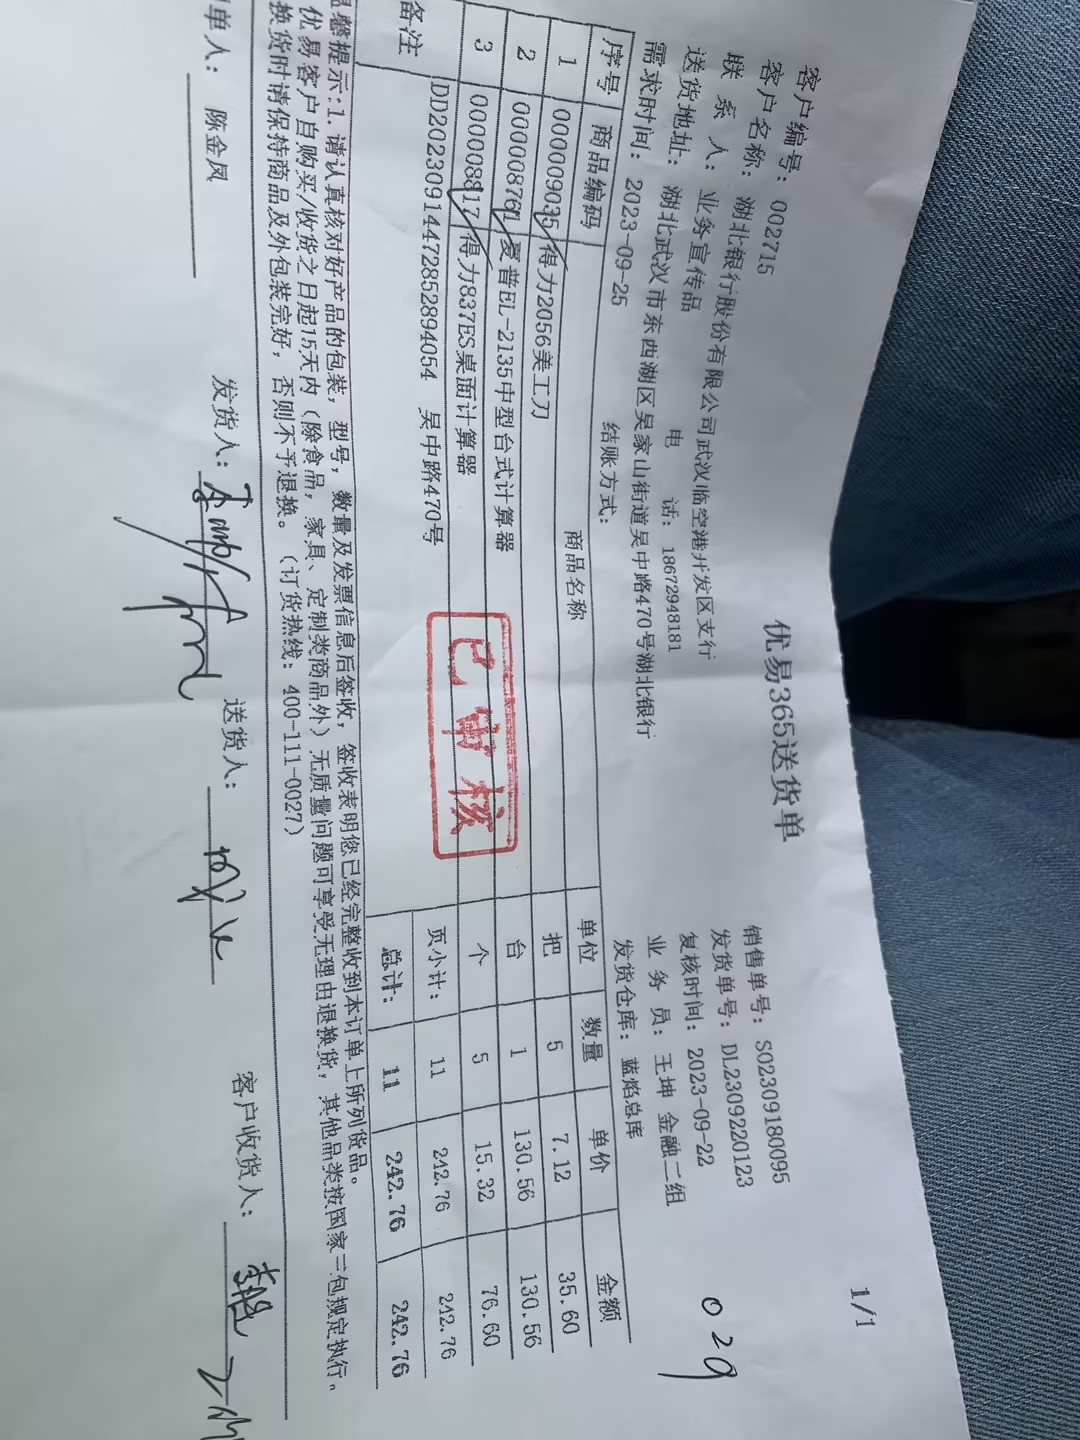 优易365送货单
1/1
客户编号：002715
销售单号：SO2309180095
客户名称：湖北银行股份有限公司武汉临空港开发区支行
发货单号：DL2309220123
029
联 系 人：业务宣传品 电 话：18672948181
复核时间：2023-09-22
送货地址：湖北武汉市东西湖区吴家山街道吴中路470号湖北银行
业 务 员：王坤 金融二组
需求时间：2023-09-25 结账方式：
发货仓库：蓝焰总库
序号 商品编码 商品名称 单位 数量 单价 金额
1 0000009035 得力2056美工刀 把 5 7.12 35.60
2 0000008761 夏普EL-2135中型台式计算器 台 1 130.56 130.56
3 0000008817 得力837ES桌面计算器 个 5 15.32 76.60
页小计： 11 242.76 242.76
备注 DD20230914472852894054 吴中路470号
总计： 11 242.76 242.76
已审核
温馨提示：1.请认真核对好产品的包装，型号，数量及发票信息后签收，签收表明您已经完整收到本订单上所列货品。
优易客户自购买/收货之日起15天内（除食品，家具、定制类商品外）无质量问题可享受无理由退换货，其他品类按国家三包规定执行。
换货时请保持商品及外包装完好，否则不予退换。（订货热线：400-111-0027）
单人：陈金凤 发货人： 送货人： 客户收货人：